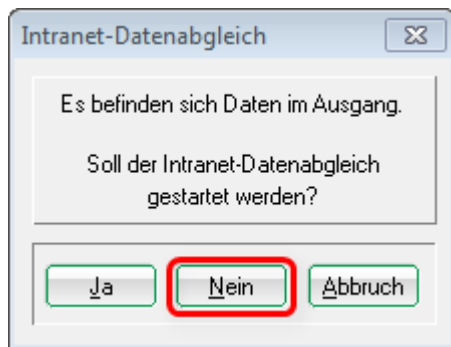 Intranet-Datenabgleich
Es befinden sich Daten im Ausgang.
Soll der Intranet-Datenabgleich
gestartet werden?
Ja Nein Abbruch